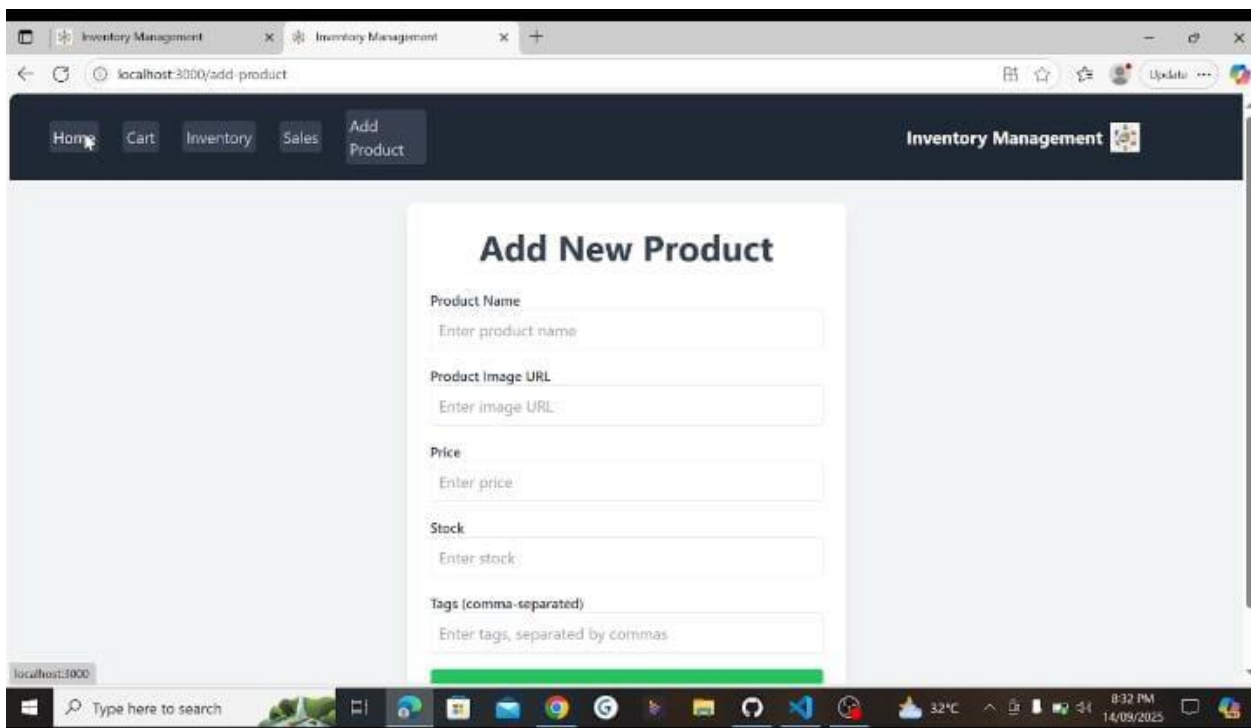 Inventory Management
Inventory Management
localhost:3000/add-product
Update
Home
Cart
Inventory
Sales
Add
Product
Inventory Management
Add New Product
Product Name
Enter product name
Product Image URL
Enter image URL
Price
Enter price
Stock
Enter stock
Tags (comma-separated)
Enter tags, separated by commas
localhost:3000
Type here to search
32°C
8:32 PM
14/09/2025